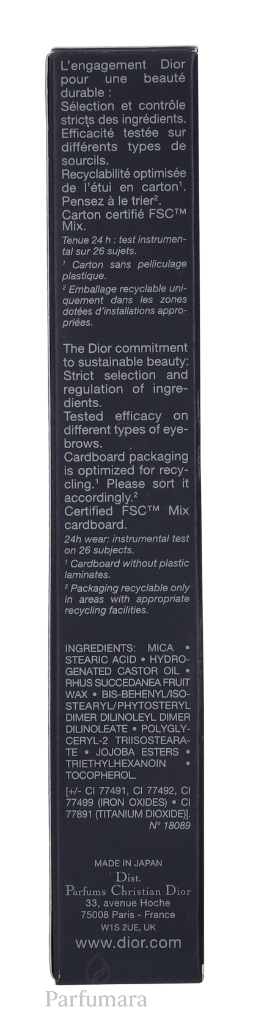 L'engagement Dior
pour une beauté
durable :
Sélection et contrôle
stricts des ingrédients.
Efficacité testée sur
différents types de
sourcils.
Recyclabilité optimisée
de l'étui en carton¹.
Pensez à le trier².
Carton certifié FSC™
Mix.
Tenue 24 h : test instrumen-
tal sur 26 sujets.
¹ Carton sans pelliculage
plastique.
² Emballage recyclable uni-
quement dans les zones
dotées d'installations appro-
priées.
The Dior commitment
to sustainable beauty:
Strict selection and
regulation of ingre-
dients.
Tested efficacy on
different types of eye-
brows.
Cardboard packaging
is optimized for recy-
cling.¹ Please sort it
accordingly.²
Certified FSC™ Mix
cardboard.
24h wear: instrumental test
on 26 subjects.
¹ Cardboard without plastic
laminates.
² Packaging recyclable only
in areas with appropriate
recycling facilities.
INGREDIENTS: MICA •
STEARIC ACID • HYDRO-
GENATED CASTOR OIL •
RHUS SUCCEDANEA FRUIT
WAX • BIS-BEHENYL/ISO-
STEARYL/PHYTOSTERYL
DIMER DILINOLEYL DIMER
DILINOLEATE • POLYGLY-
CERYL-2 TRIISOSTEARA-
TE • JOJOBA ESTERS •
TRIETHYLHEXANOIN •
TOCOPHEROL.
[+/- CI 77491, CI 77492, CI
77499 (IRON OXIDES) • CI
77891 (TITANIUM DIOXIDE)].
N° 18089
MADE IN JAPAN
Dist.
Parfums Christian Dior
33, avenue Hoche
75008 Paris - France
W1S 2UE, UK
www.dior.com
Parfumara